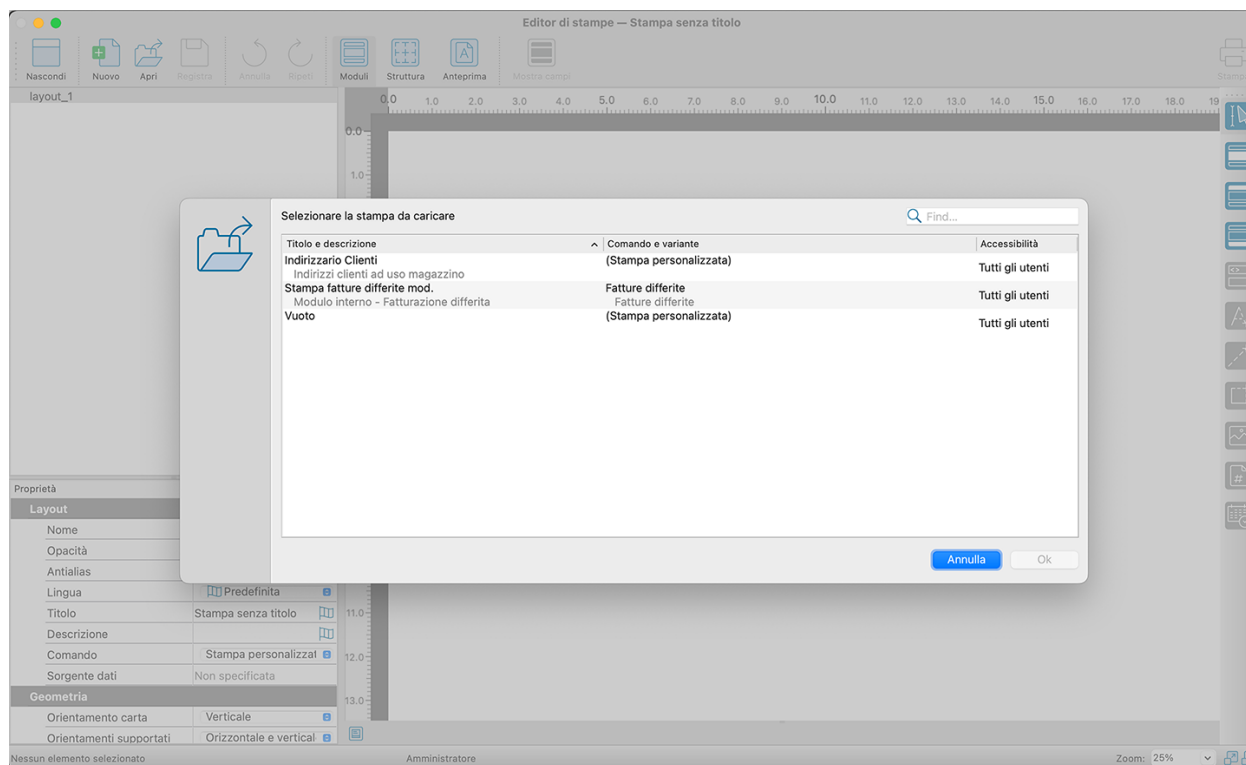 Editor di stampe — Stampa senza titolo
Nascondi Nuovo Apri Registra Annulla Ripeti Moduli Struttura Anteprima Mostra campi Stampa
layout_1
0.0 1.0 2.0 3.0 4.0 5.0 6.0 7.0 8.0 9.0 10.0 11.0 12.0 13.0 14.0 15.0 16.0 17.0 18.0 19
0.0
1.0
Selezionare la stampa da caricare
Find...
Titolo e descrizione Comando e variante Accessibilità
Indirizzario Clienti (Stampa personalizzata)
Indirizzi clienti ad uso magazzino Tutti gli utenti
Stampa fatture differite mod. Fatture differite
Modulo interno - Fatturazione differita Fatture differite Tutti gli utenti
Vuoto (Stampa personalizzata)
Tutti gli utenti
Annulla Ok
Proprietà
Layout
Nome
Opacità
Antialias
Lingua Predefinita
Titolo Stampa senza titolo
Descrizione
Comando Stampa personalizzat
Sorgente dati Non specificata
Geometria
Orientamento carta Verticale
Orientamenti supportati Orizzontale e vertical
11.0
12.0
13.0
Nessun elemento selezionato Amministratore Zoom: 25%